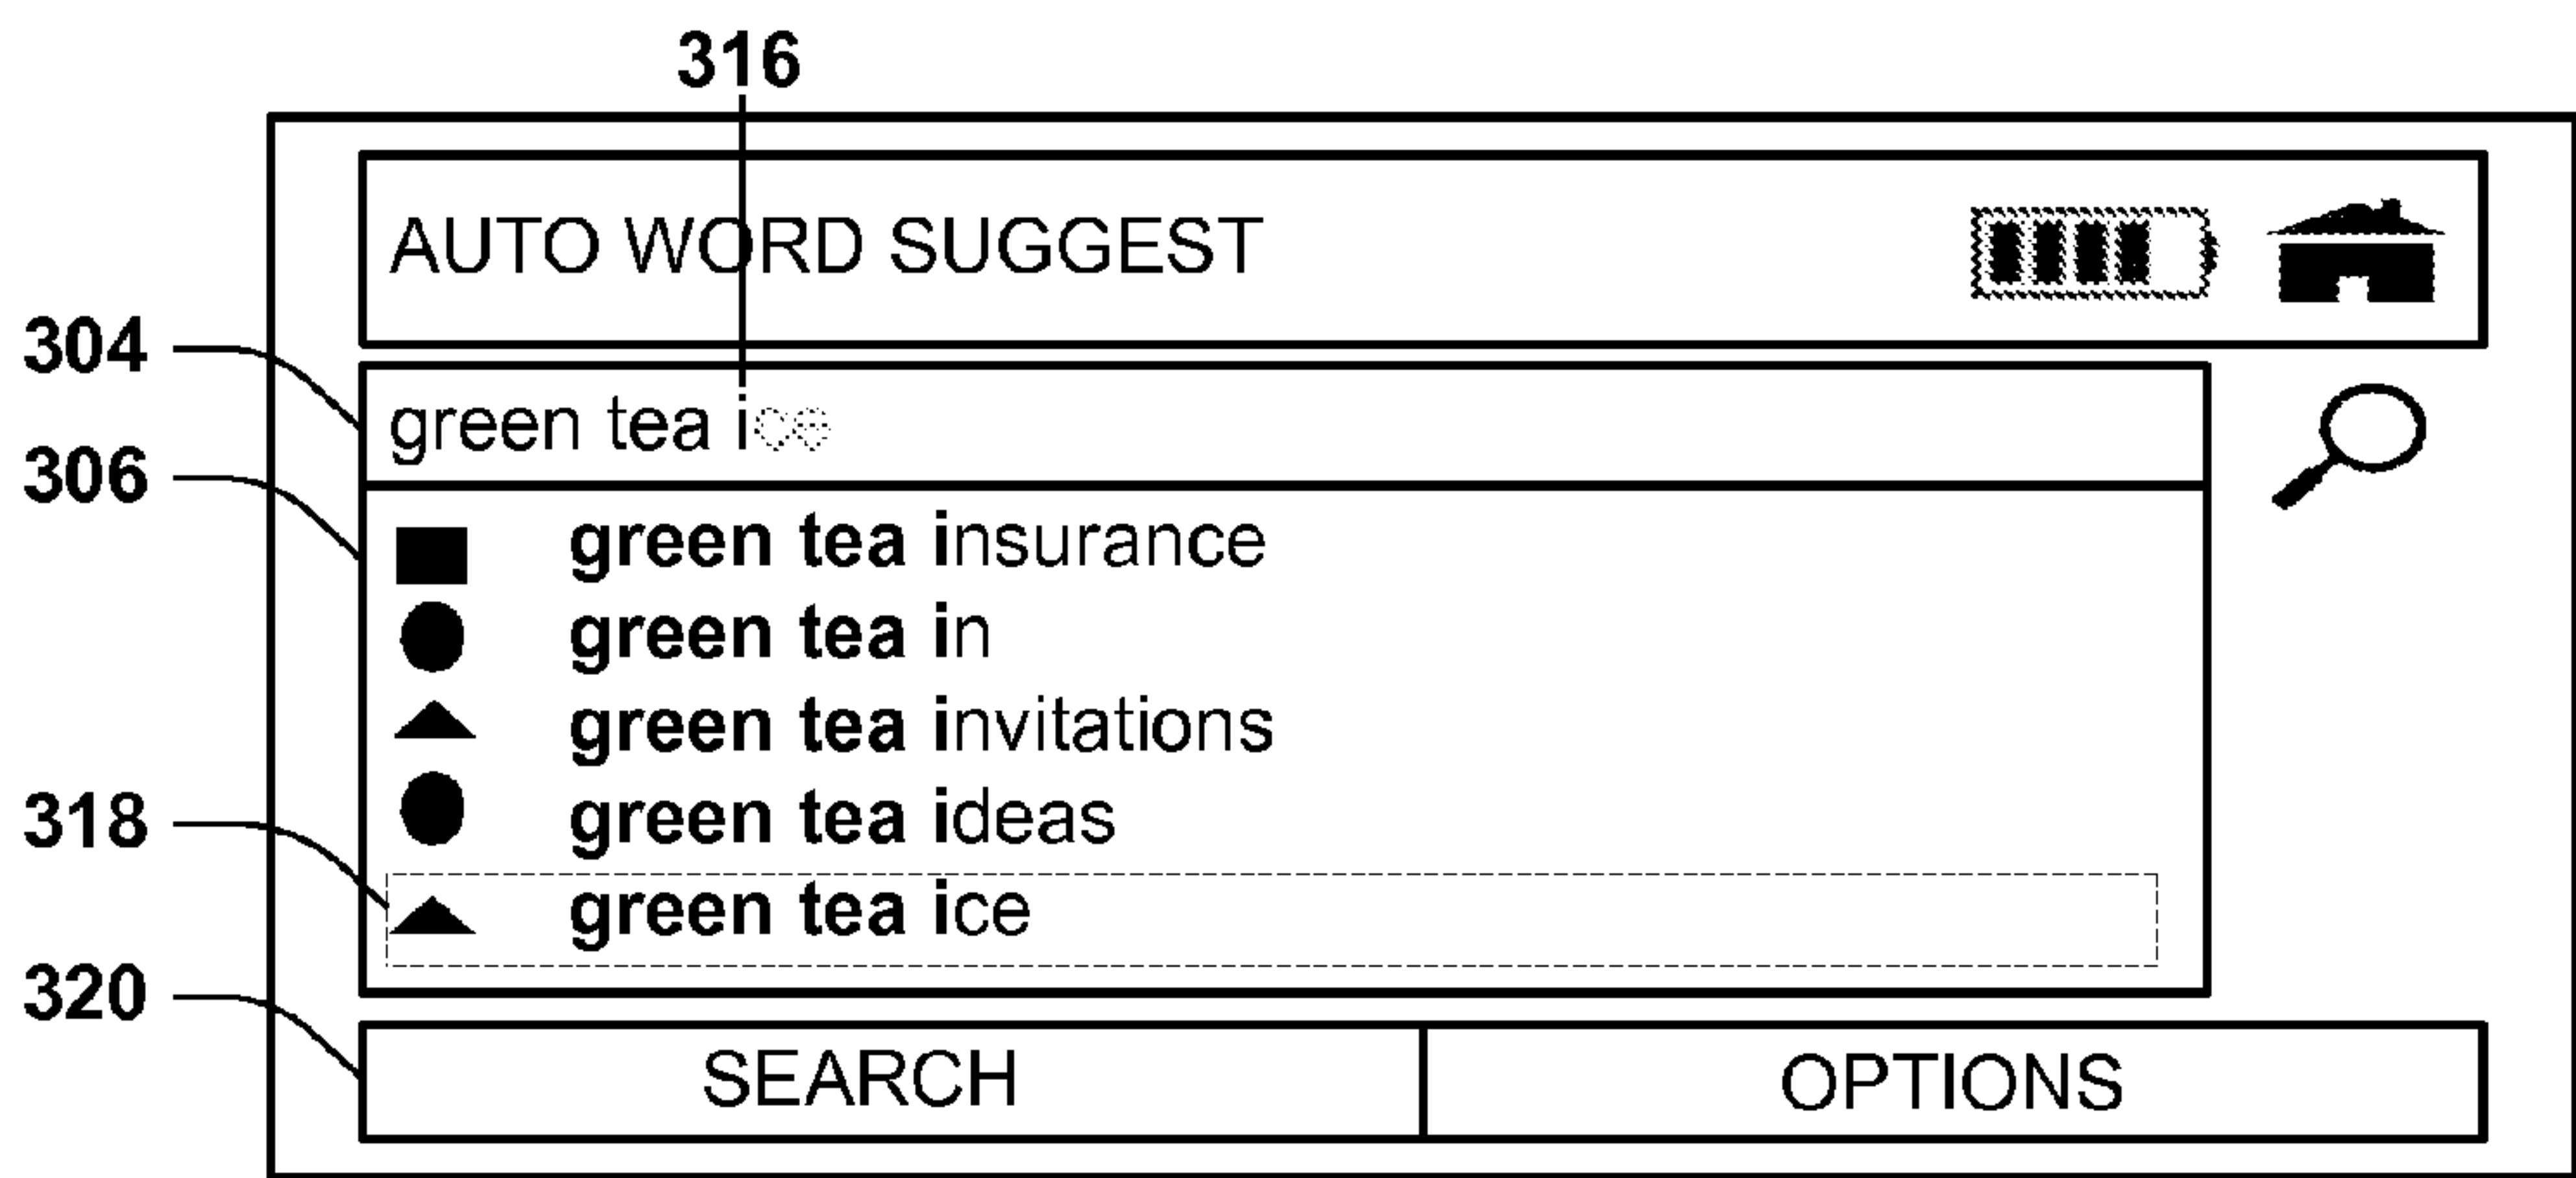 316
AUTO WORD SUGGEST
304
green tea ice
306
green tea insurance
green tea in
green tea invitations
green tea ideas
318
green tea ice
320
SEARCH
OPTIONS